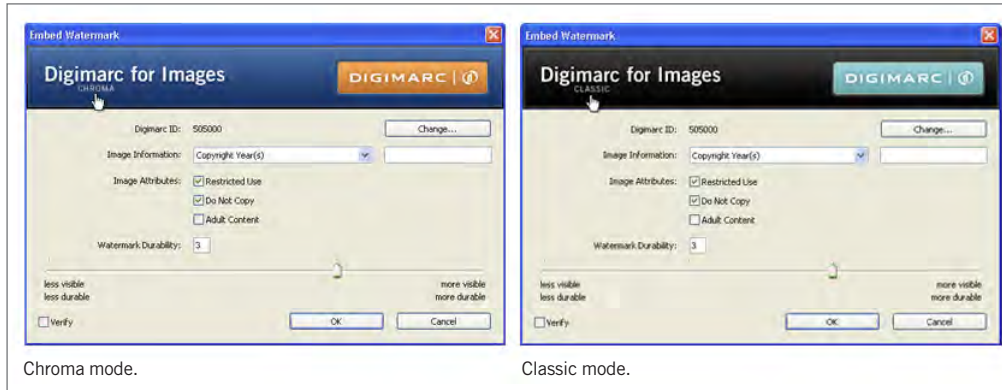 Embed Watermark
Digimarc for Images
CHROMA
DIGIMARC
Digimarc ID: 505000 Change...
Image Information: Copyright Year(s)
Image Attributes: Restricted Use
Do Not Copy
Adult Content
Watermark Durability: 3
less visible more visible
less durable more durable
Verify OK Cancel
Chroma mode.
Embed Watermark
Digimarc for Images
CLASSIC
DIGIMARC
Digimarc ID: 505000 Change...
Image Information: Copyright Year(s)
Image Attributes: Restricted Use
Do Not Copy
Adult Content
Watermark Durability: 3
less visible more visible
less durable more durable
Verify OK Cancel
Classic mode.